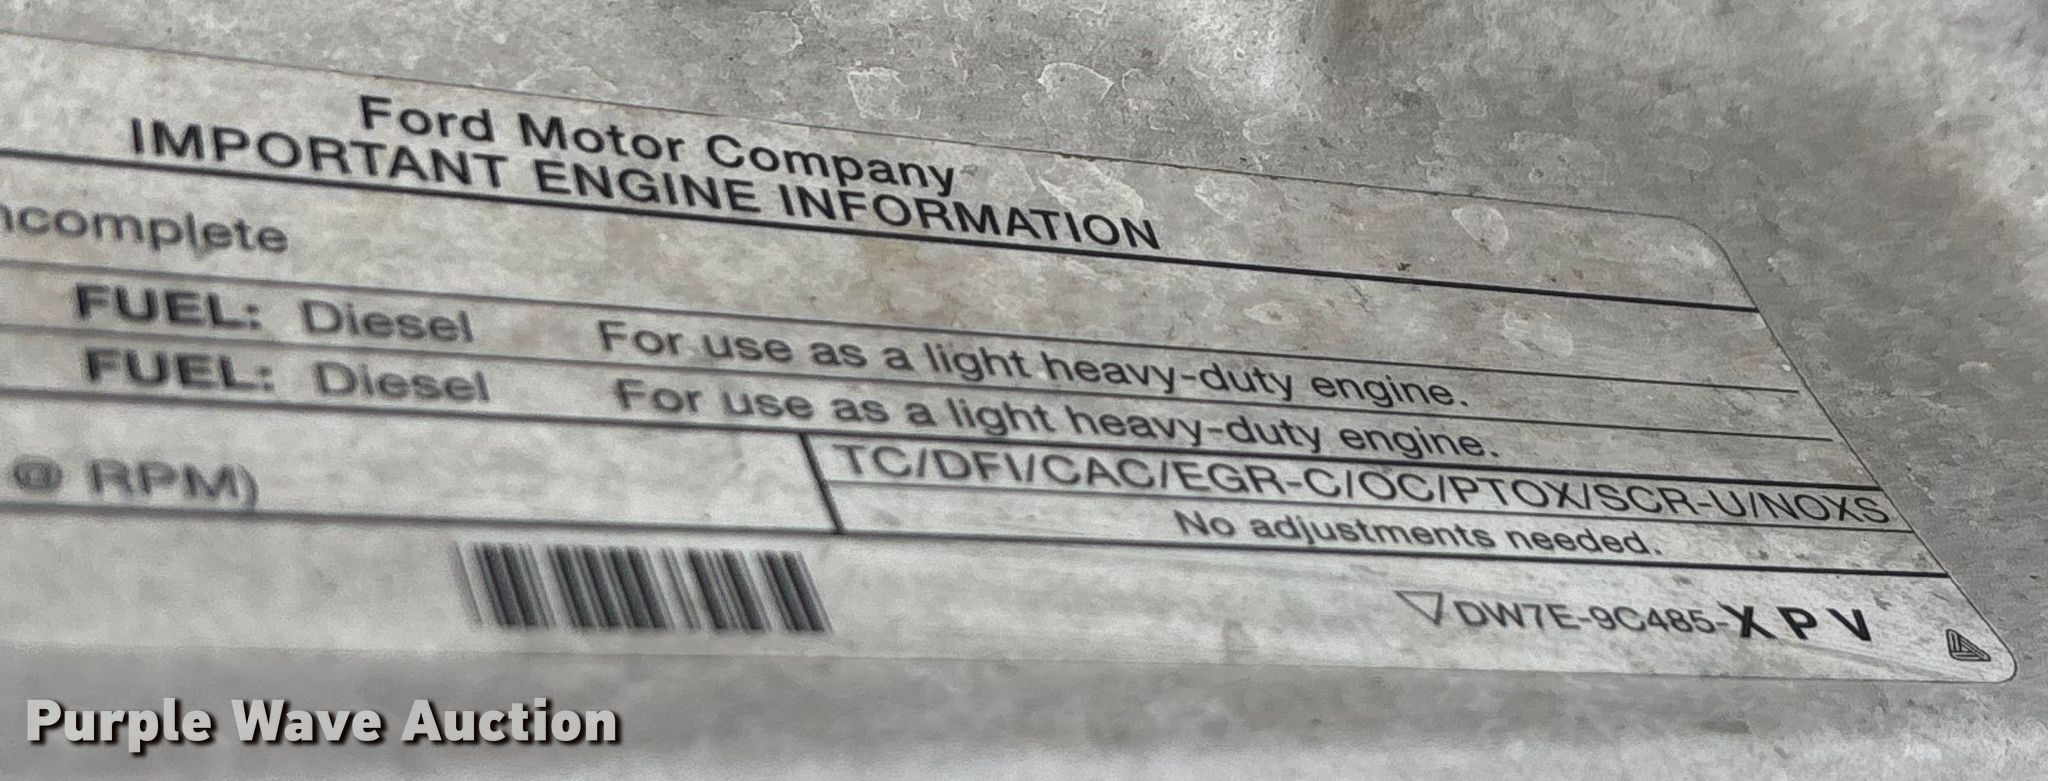 Ford Motor Company
IMPORTANT ENGINE INFORMATION
ncomplete
FUEL: Diesel For use as a light heavy-duty engine.
FUEL: Diesel For use as a light heavy-duty engine.
@ RPM) TC/DFI/CAC/EGR-C/OC/PTOX/SCR-U/NOXS
No adjustments needed.
DW7E-9C485-X P V
Purple Wave Auction